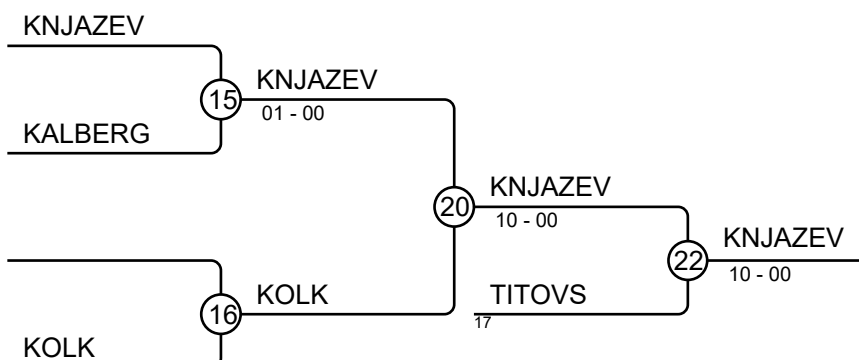 KNJAZEV
15
KNJAZEV
01 - 00
KALBERG
20
KNJAZEV
10 - 00
22
KNJAZEV
10 - 00
16
KOLK
TITOVS
17
KOLK